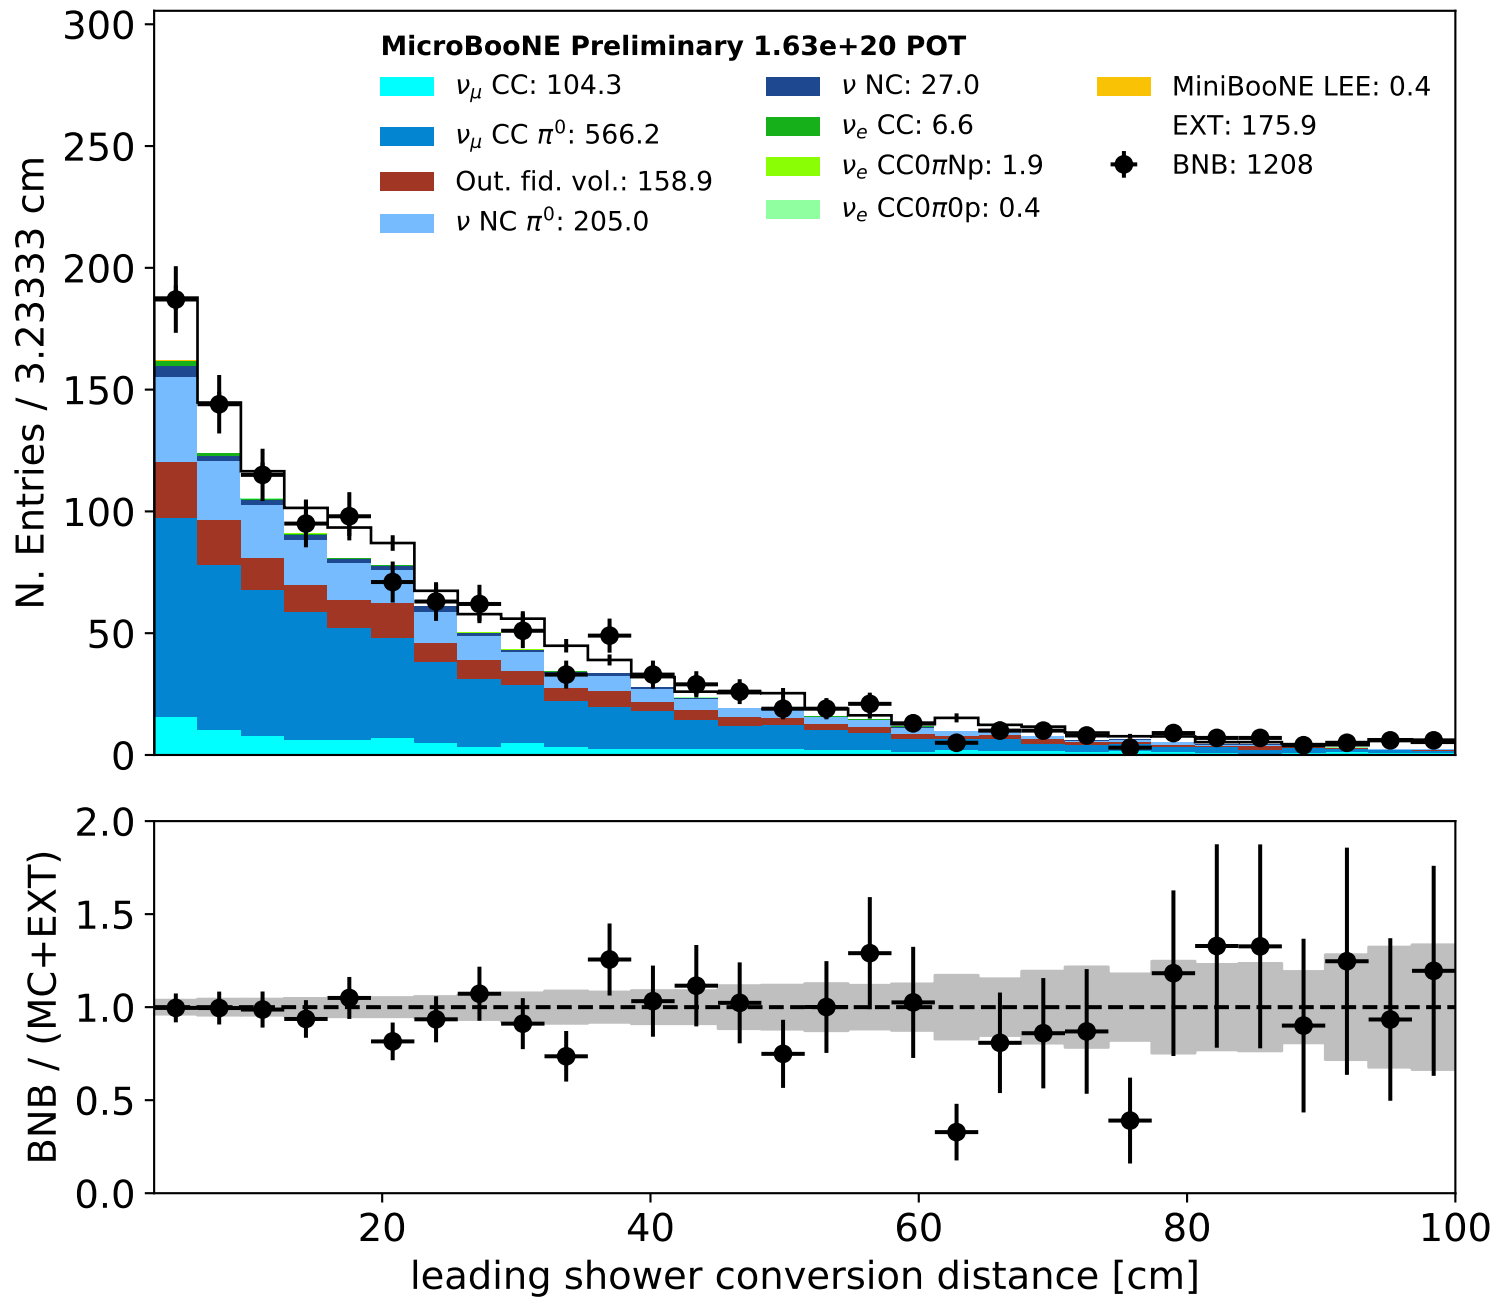 MicroBooNE Preliminary 1.63e+20 POT
νμ CC: 104.3
νμ CC π⁰: 566.2
Out. fid. vol.: 158.9
ν NC π⁰: 205.0
ν NC: 27.0
νe CC: 6.6
νe CC0πNp: 1.9
νe CC0π0p: 0.4
MiniBooNE LEE: 0.4
EXT: 175.9
BNB: 1208
N. Entries / 3.23333 cm
300
250
200
150
100
50
0
BNB / (MC+EXT)
2.0
1.5
1.0
0.5
0.0
20 40 60 80 100
leading shower conversion distance [cm]